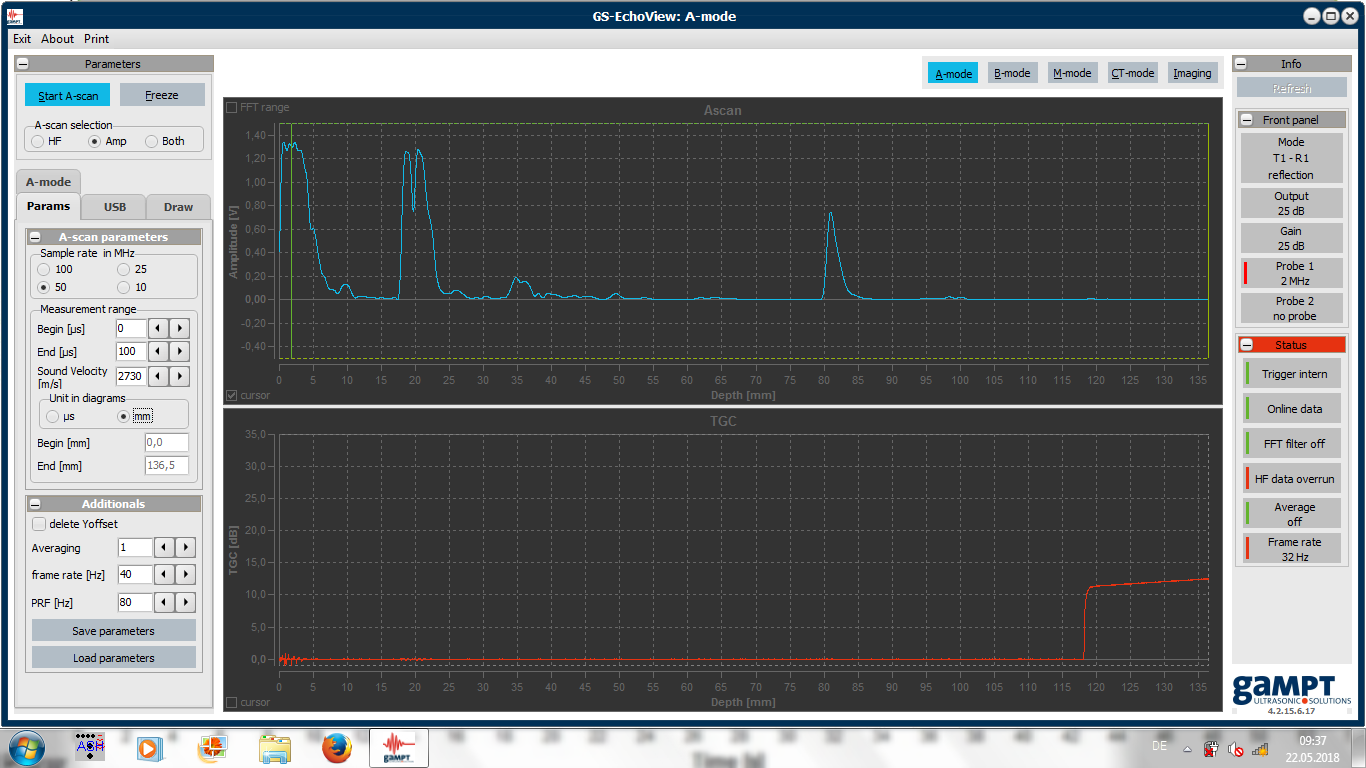 GS-EchoView: A-mode
Exit About Print
Parameters
Start A-scan Freeze
A-scan selection
HF Amp Both
A-mode
Params USB Draw
A-scan parameters
Sample rate in MHz
100 25
50 10
Measurement range
Begin [µs] 0
End [µs] 100
Sound Velocity
[m/s] 2730
Unit in diagrams
µs mm
Begin [mm] 0,0
End [mm] 136,5
Additionals
delete Yoffset
Averaging 1
frame rate [Hz] 40
PRF [Hz] 80
Save parameters
Load parameters
A-mode B-mode M-mode CT-mode Imaging
FFT range
Ascan
Amplitude [V]
1,40
1,20
1,00
0,80
0,60
0,40
0,20
0,00
-0,20
-0,40
0 5 10 15 20 25 30 35 40 45 50 55 60 65 70 75 80 85 90 95 100 105 110 115 120 125 130 135
cursor
Depth [mm]
TGC
TGC [dB]
35,0
30,0
25,0
20,0
15,0
10,0
5,0
0,0
0 5 10 15 20 25 30 35 40 45 50 55 60 65 70 75 80 85 90 95 100 105 110 115 120 125 130 135
cursor
Depth [mm]
Info
Refresh
Front panel
Mode
T1 - R1
reflection
Output
25 dB
Gain
25 dB
Probe 1
2 MHz
Probe 2
no probe
Status
Trigger intern
Online data
FFT filter off
HF data overrun
Average
off
Frame rate
32 Hz
gAMPT
ULTRASONIC SOLUTIONS
4.2.15.6.17
gAMPT
Time [s]
DE
09:37
22.05.2018